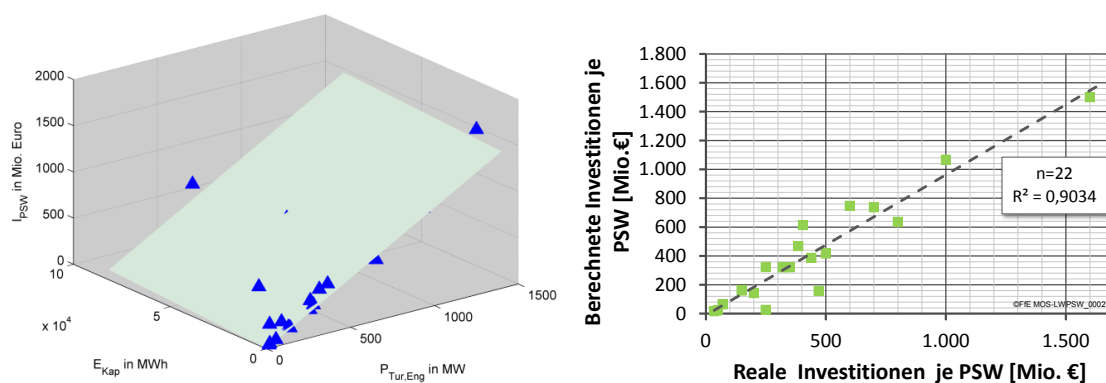 2000
1500
1000
500
0
I_PSW in Mio. Euro
10
5
0
x 10^4
E_Kap in MWh
0
500
1000
1500
P_Tur,Eng in MW
Berechnete Investitionen je
PSW [Mio.€]
1.800
1.600
1.400
1.200
1.000
800
600
400
200
0
n=22
R² = 0,9034
©FfE MOS-LWPSW_0002
0
500
1.000
1.500
Reale Investitionen je PSW [Mio. €]